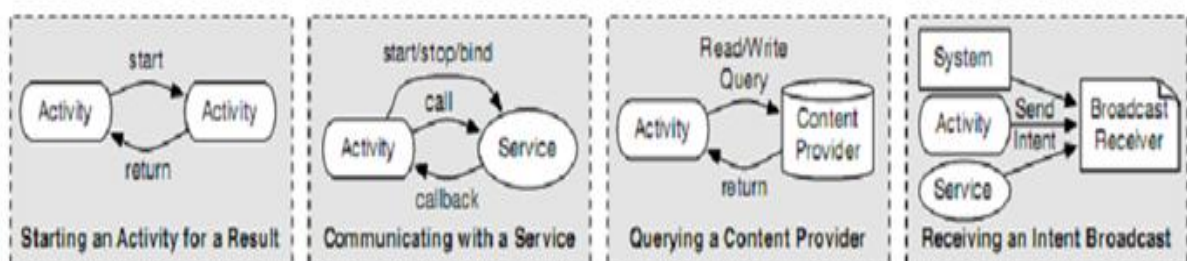 start
Activity
Activity
return
Starting an Activity for a Result
start/stop/bind
call
Activity
Service
callback
Communicating with a Service
Read/Write
Query
Activity
Content
Provider
return
Querying a Content Provider
System
Activity
Service
Send
Intent
Broadcast
Receiver
Receiving an Intent Broadcast